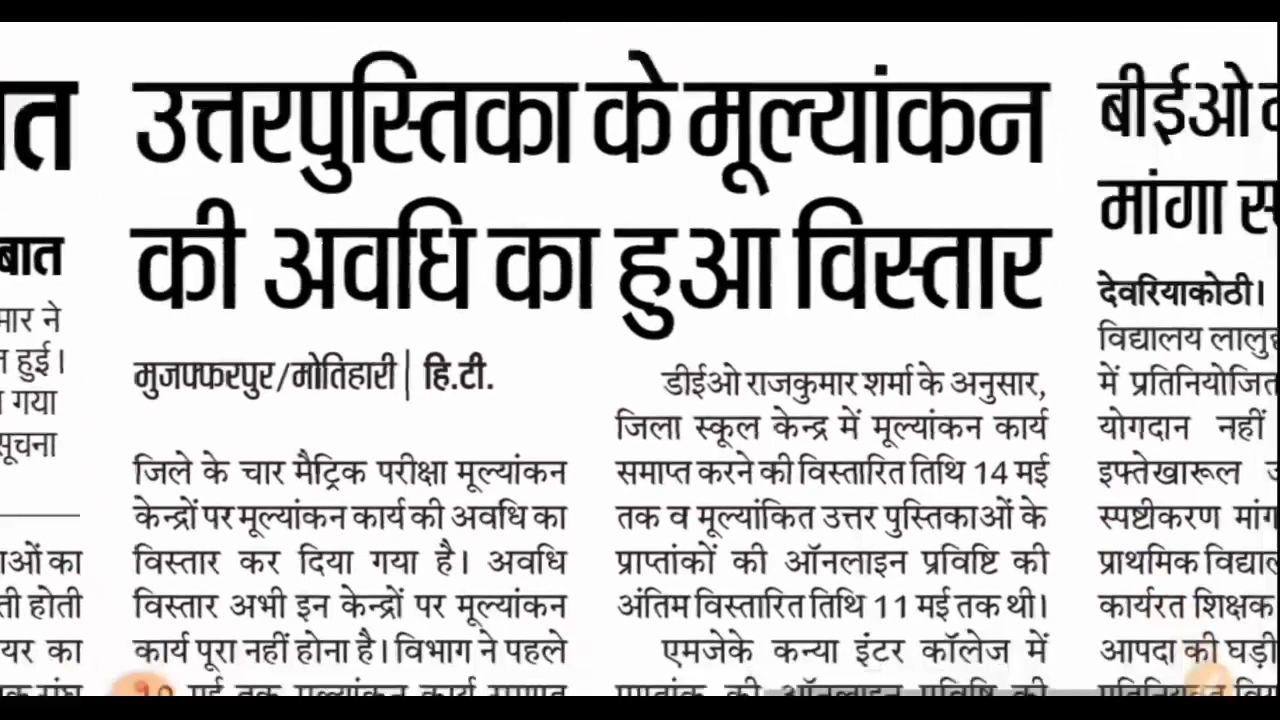 त
बात
मार ने
हुई।
गया
सूचना
ओं का
ती होती
यर का
उत्तरपुस्तिका के मूल्यांकन
की अवधि का हुआ विस्तार
मुजफ्फरपुर/मोतिहारी| हि.टी.
जिले के चार मैट्रिक परीक्षा मूल्यांकन
केन्द्रों पर मूल्यांकन कार्य की अवधि का
विस्तार कर दिया गया है। अवधि
विस्तार अभी इन केन्द्रों पर मूल्यांकन
कार्य पूरा नहीं होना है। विभाग ने पहले
डीईओ राजकुमार शर्मा के अनुसार,
जिला स्कूल केन्द्र में मूल्यांकन कार्य
समाप्त करने की विस्तारित तिथि 14 मई
तक व मूल्यांकित उत्तर पुस्तिकाओं के
प्राप्तांकों की ऑनलाइन प्रविष्टि की
अंतिम विस्तारित तिथि 11 मई तक थी।
एमजेके कन्या इंटर कॉलेज में
बीईओ
मांगा
देवरियाकोठी।
विद्यालय
में प्रतिनियोजित
योगदान नहीं
इफ्तेखारूल
स्पष्टीकरण
प्राथमिक
कार्यरत शिक्षक
आपदा की घड़ी